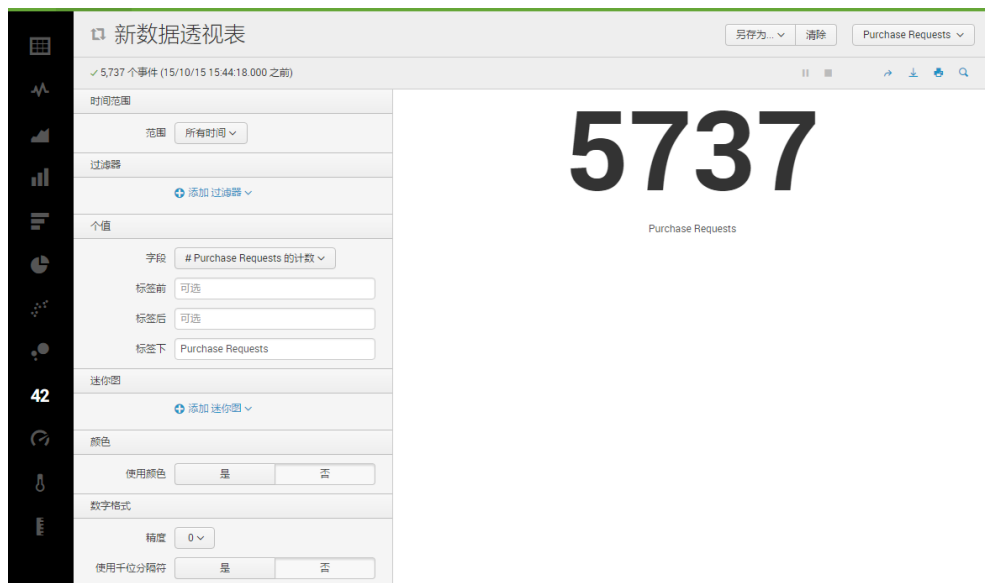 新数据透视表
另存为... 清除 Purchase Requests
5,737 个事件 (15/10/15 15:44:18.000 之前)
时间范围
范围 所有时间
过滤器
添加 过滤器
个值
字段 # Purchase Requests 的计数
标签前 可选
标签后 可选
标签下 Purchase Requests
迷你图
添加 迷你图
颜色
使用颜色 是 否
数字格式
精度 0
使用千位分隔符 是 否
42
5737
Purchase Requests